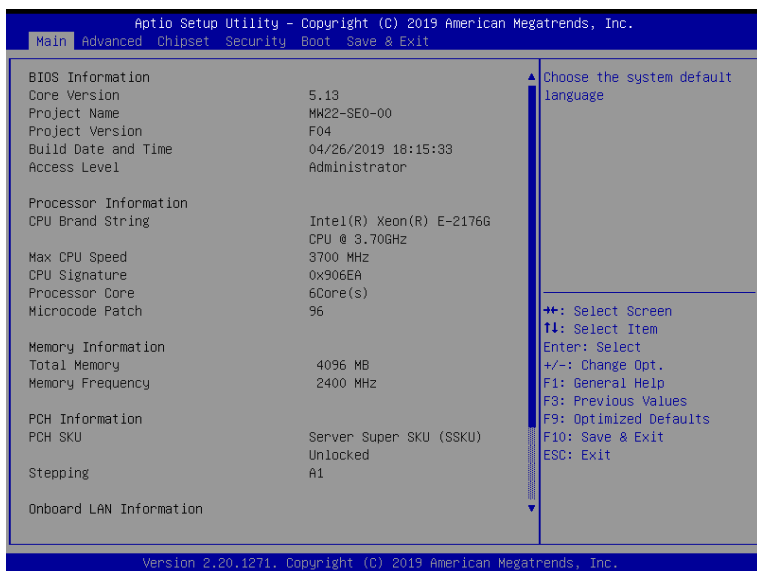 Aptio Setup Utility – Copyright (C) 2019 American Megatrends, Inc.
Main Advanced Chipset Security Boot Save & Exit
BIOS Information
Core Version 5.13
Project Name MW22-SE0-00
Project Version F04
Build Date and Time 04/26/2019 18:15:33
Access Level Administrator
Processor Information
CPU Brand String Intel(R) Xeon(R) E-2176G
CPU @ 3.70GHz
Max CPU Speed 3700 MHz
CPU Signature 0x906EA
Processor Core 6Core(s)
Microcode Patch 96
Memory Information
Total Memory 4096 MB
Memory Frequency 2400 MHz
PCH Information
PCH SKU Server Super SKU (SSKU)
Unlocked
Stepping A1
Onboard LAN Information
Choose the system default
language
→←: Select Screen
↑↓: Select Item
Enter: Select
+/-: Change Opt.
F1: General Help
F3: Previous Values
F9: Optimized Defaults
F10: Save & Exit
ESC: Exit
Version 2.20.1271. Copyright (C) 2019 American Megatrends, Inc.